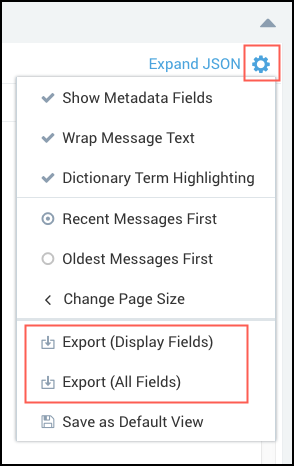 Expand JSON
Show Metadata Fields
Wrap Message Text
Dictionary Term Highlighting
Recent Messages First
Oldest Messages First
Change Page Size
Export (Display Fields)
Export (All Fields)
Save as Default View